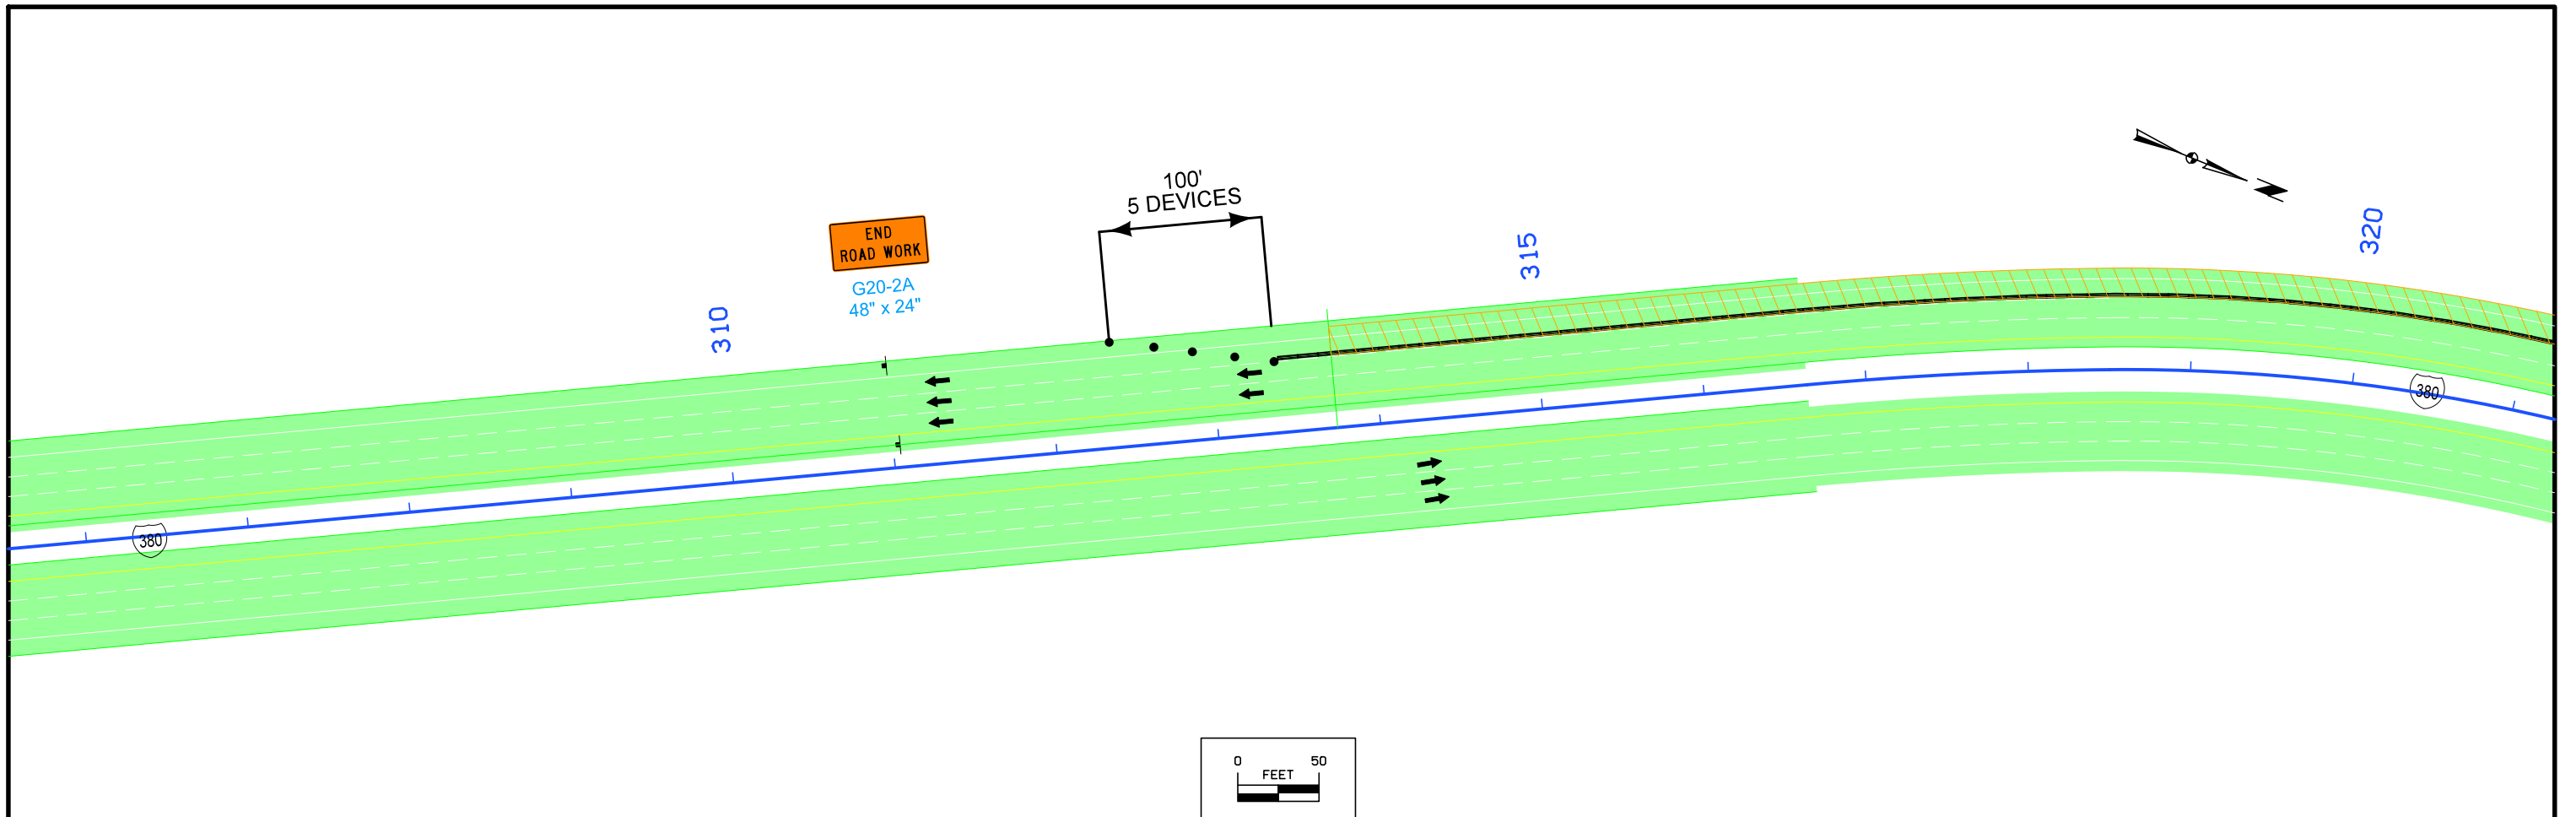 100'
5 DEVICES
END
ROAD WORK
G20-2A
48" x 24"
310
315
320
N
380
380
0 50
FEET